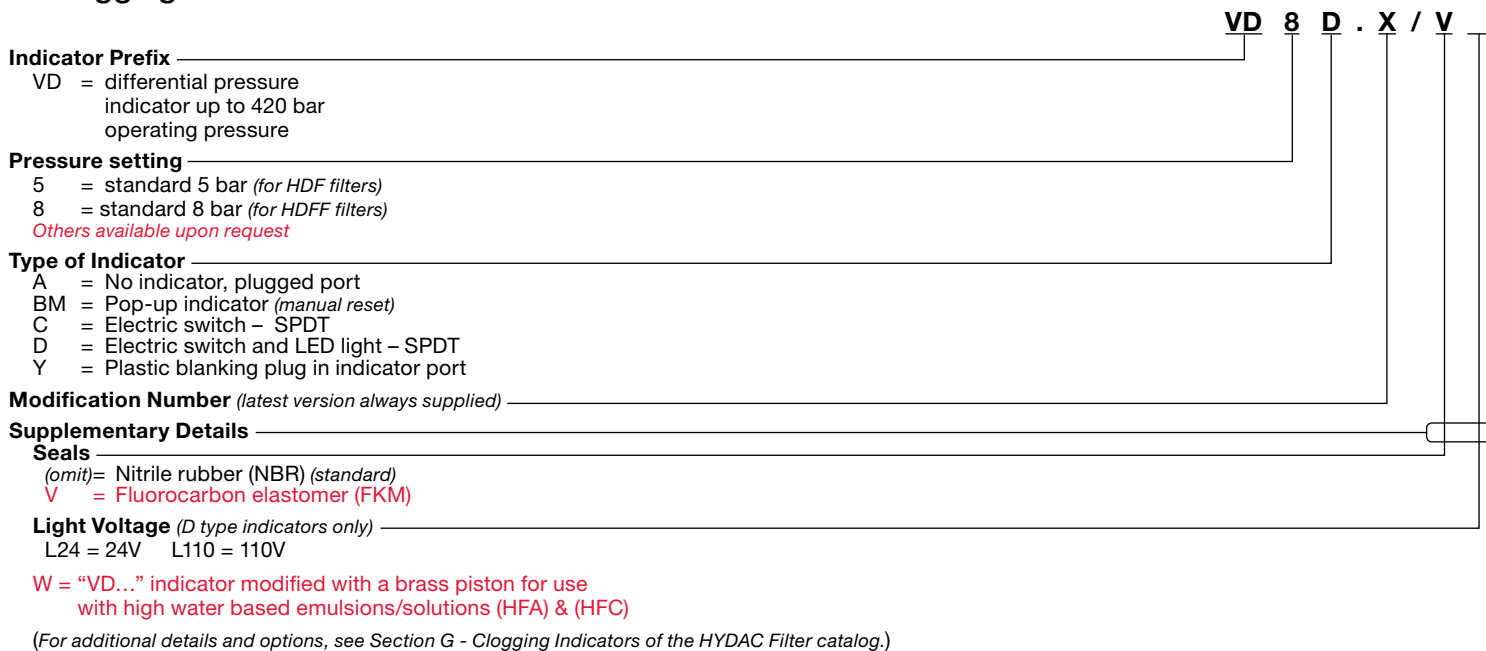 VD 8 D . X / V
Indicator Prefix
VD = differential pressure
indicator up to 420 bar
operating pressure
Pressure setting
5 = standard 5 bar (for HDF filters)
8 = standard 8 bar (for HDFF filters)
Others available upon request
Type of Indicator
A = No indicator, plugged port
BM = Pop-up indicator (manual reset)
C = Electric switch – SPDT
D = Electric switch and LED light – SPDT
Y = Plastic blanking plug in indicator port
Modification Number (latest version always supplied)
Supplementary Details
Seals
(omit)= Nitrile rubber (NBR) (standard)
V = Fluorocarbon elastomer (FKM)
Light Voltage (D type indicators only)
L24 = 24V L110 = 110V
W = “VD…” indicator modified with a brass piston for use
with high water based emulsions/solutions (HFA) & (HFC)
(For additional details and options, see Section G - Clogging Indicators of the HYDAC Filter catalog.)